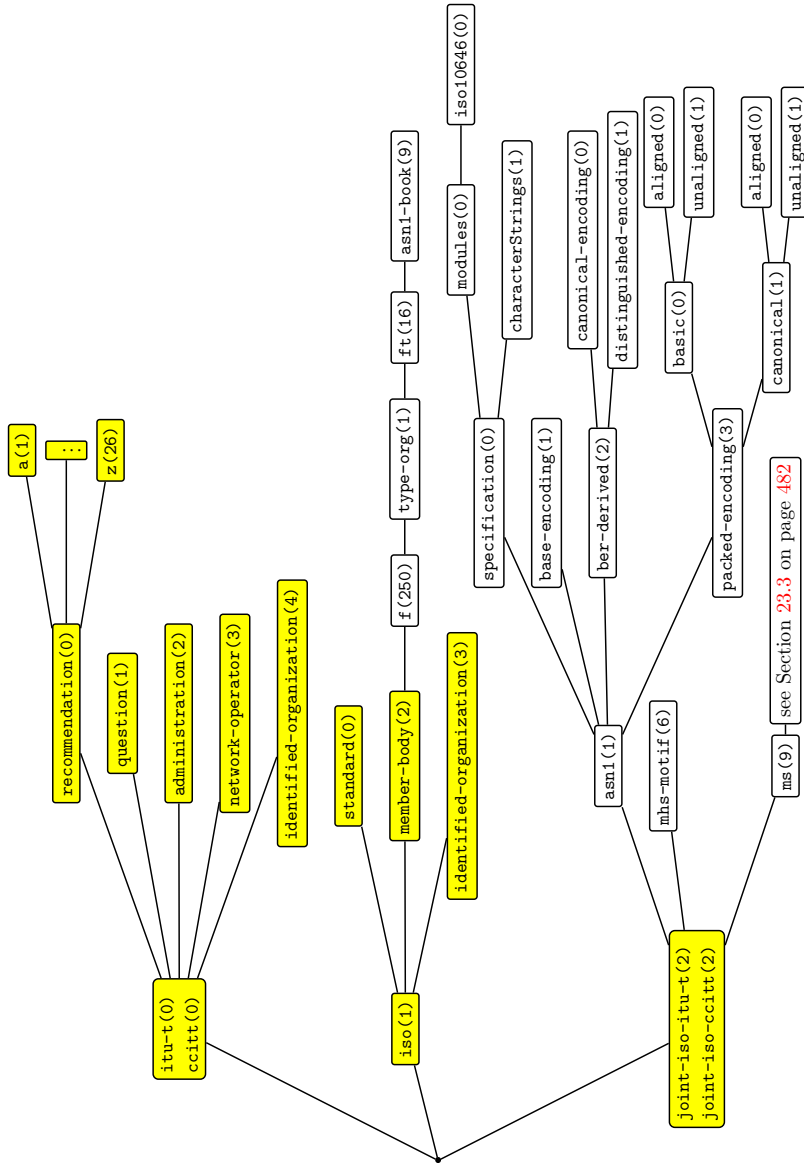 itu-t(0)
ccitt(0)
recommendation(0)
a(1)
...
z(26)
question(1)
administration(2)
network-operator(3)
identified-organization(4)
iso(1)
standard(0)
member-body(2)
f(250)
type-org(1)
ft(16)
asn1-book(9)
identified-organization(3)
joint-iso-itu-t(2)
joint-iso-ccitt(2)
asn1(1)
specification(0)
modules(0)
iso10646(0)
characterStrings(1)
base-encoding(1)
ber-derived(2)
canonical-encoding(0)
distinguished-encoding(1)
packed-encoding(3)
basic(0)
aligned(0)
unaligned(1)
canonical(1)
aligned(0)
unaligned(1)
mhs-motif(6)
ms(9)
see Section 23.3 on page 482